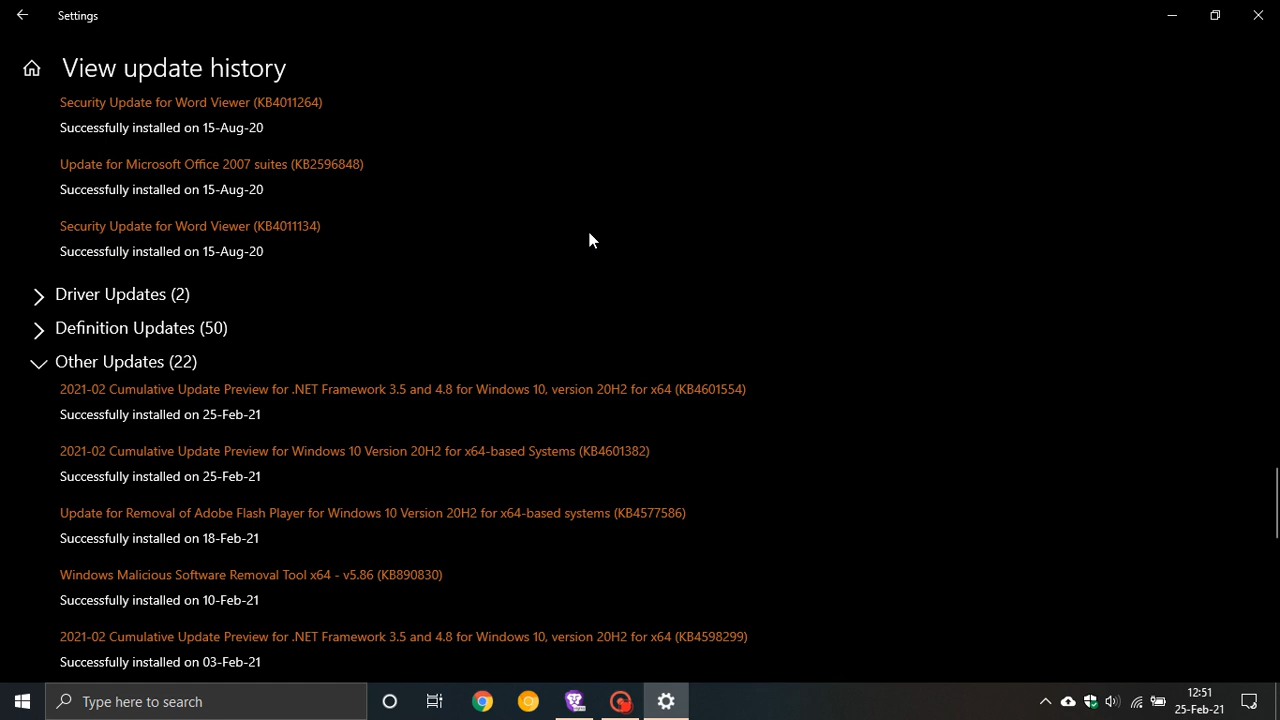 Settings
View update history
Security Update for Word Viewer (KB4011264)
Successfully installed on 15-Aug-20
Update for Microsoft Office 2007 suites (KB2596848)
Successfully installed on 15-Aug-20
Security Update for Word Viewer (KB4011134)
Successfully installed on 15-Aug-20
Driver Updates (2)
Definition Updates (50)
Other Updates (22)
2021-02 Cumulative Update Preview for .NET Framework 3.5 and 4.8 for Windows 10, version 20H2 for x64 (KB4601554)
Successfully installed on 25-Feb-21
2021-02 Cumulative Update Preview for Windows 10 Version 20H2 for x64-based Systems (KB4601382)
Successfully installed on 25-Feb-21
Update for Removal of Adobe Flash Player for Windows 10 Version 20H2 for x64-based systems (KB4577586)
Successfully installed on 18-Feb-21
Windows Malicious Software Removal Tool x64 - v5.86 (KB890830)
Successfully installed on 10-Feb-21
2021-02 Cumulative Update Preview for .NET Framework 3.5 and 4.8 for Windows 10, version 20H2 for x64 (KB4598299)
Successfully installed on 03-Feb-21
Type here to search
12:51
25-Feb-21